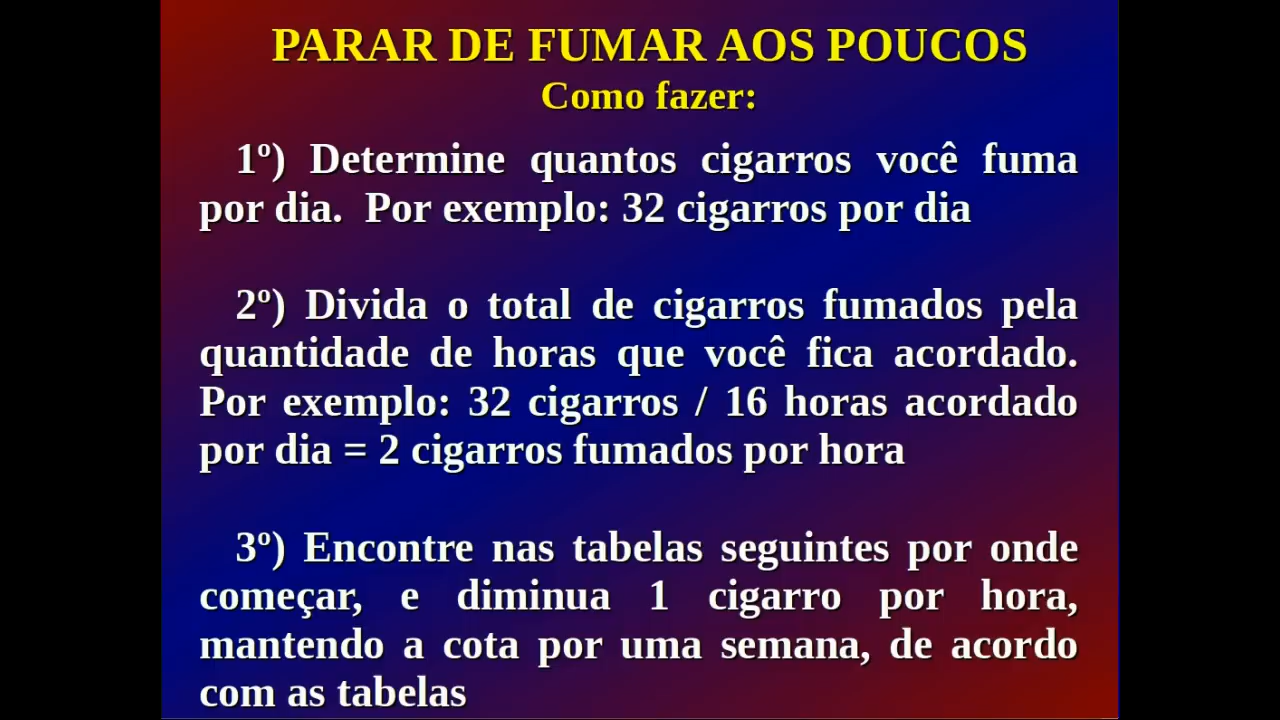 PARAR DE FUMAR AOS POUCOS
Como fazer:
1º) Determine quantos cigarros você fuma
por dia. Por exemplo: 32 cigarros por dia
2º) Divida o total de cigarros fumados pela
quantidade de horas que você fica acordado.
Por exemplo: 32 cigarros / 16 horas acordado
por dia = 2 cigarros fumados por hora
3º) Encontre nas tabelas seguintes por onde
começar, e diminua 1 cigarro por hora,
mantendo a cota por uma semana, de acordo
com as tabelas